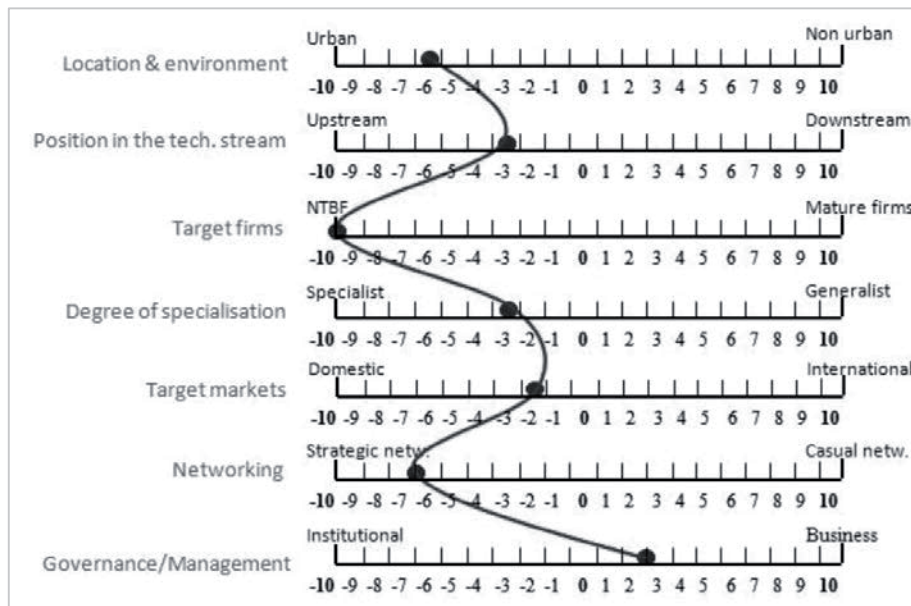 Urban Non urban
Location & environment
-10 -9 -8 -7 -6 -5 -4 -3 -2 -1 0 1 2 3 4 5 6 7 8 9 10
Upstream Downstream
Position in the tech. stream
-10 -9 -8 -7 -6 -5 -4 -3 -2 -1 0 1 2 3 4 5 6 7 8 9 10
NTBF Mature firms
Target firms
-10 -9 -8 -7 -6 -5 -4 -3 -2 -1 0 1 2 3 4 5 6 7 8 9 10
Specialist Generalist
Degree of specialisation
-10 -9 -8 -7 -6 -5 -4 -3 -2 -1 0 1 2 3 4 5 6 7 8 9 10
Domestic International
Target markets
-10 -9 -8 -7 -6 -5 -4 -3 -2 -1 0 1 2 3 4 5 6 7 8 9 10
Strategic netw. Casual netw.
Networking
-10 -9 -8 -7 -6 -5 -4 -3 -2 -1 0 1 2 3 4 5 6 7 8 9 10
Institutional Business
Governance/Management
-10 -9 -8 -7 -6 -5 -4 -3 -2 -1 0 1 2 3 4 5 6 7 8 9 10